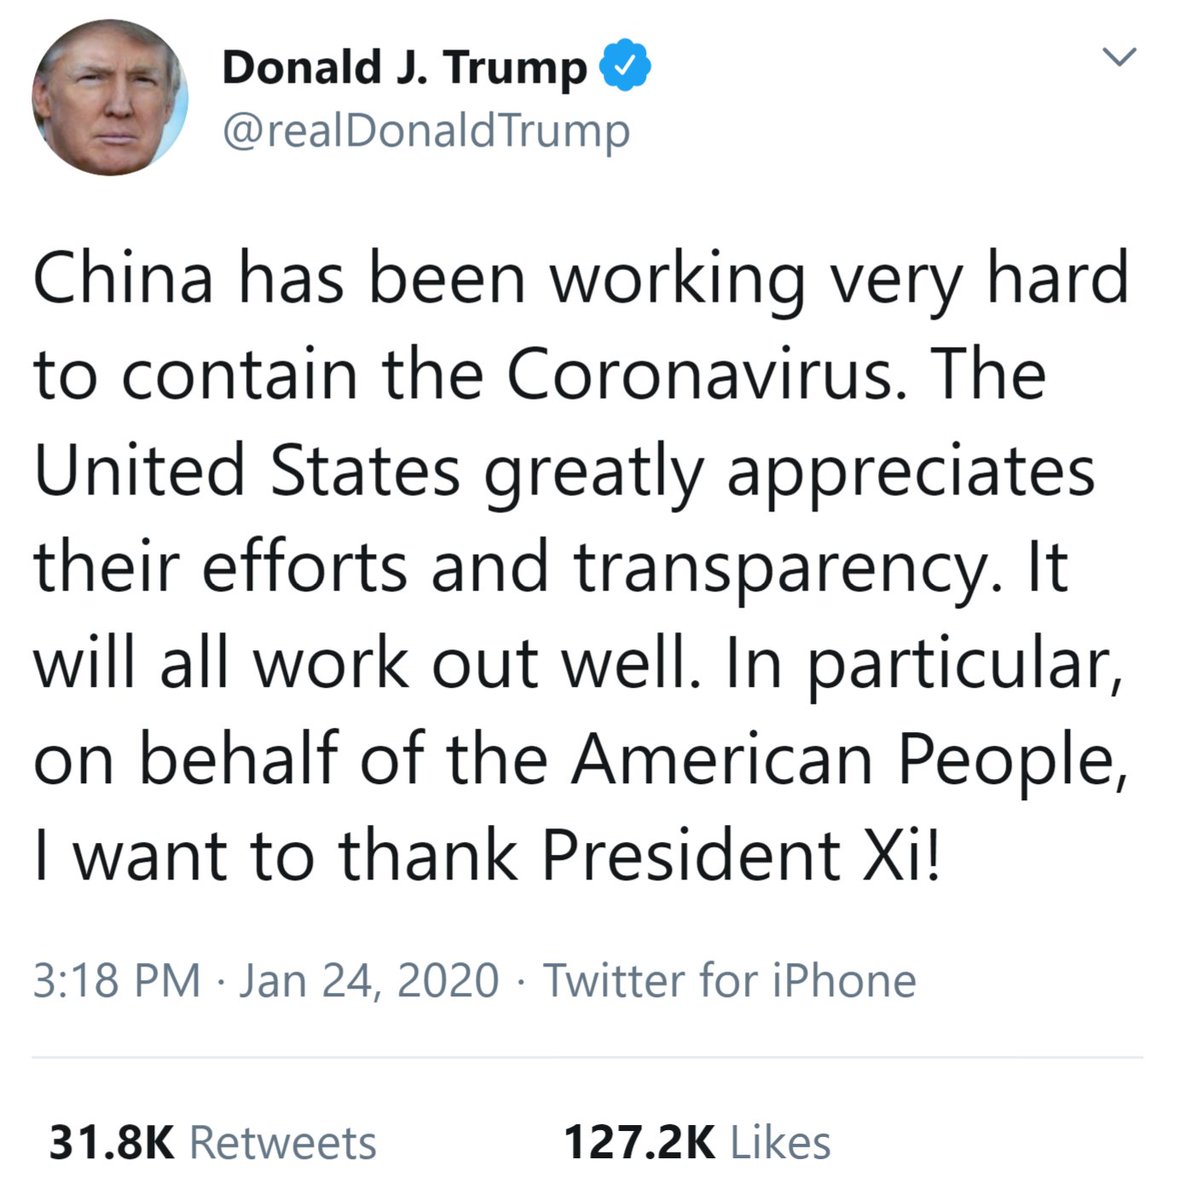 Donald J. Trump
@realDonaldTrump
China has been working very hard
to contain the Coronavirus. The
United States greatly appreciates
their efforts and transparency. It
will all work out well. In particular,
on behalf of the American People,
I want to thank President Xi!
3:18 PM · Jan 24, 2020 · Twitter for iPhone
31.8K Retweets 127.2K Likes